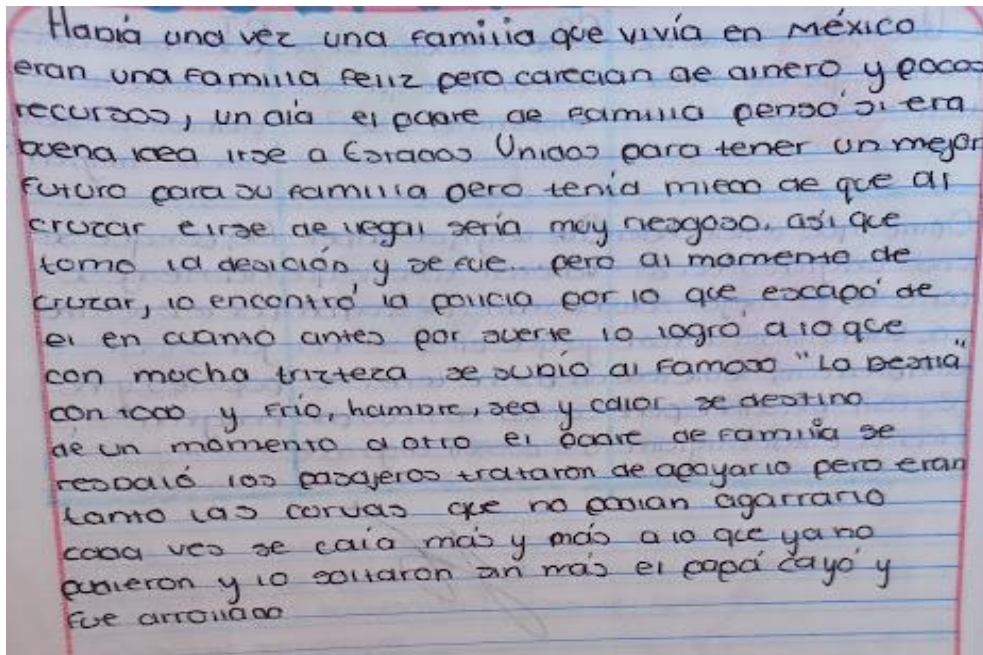 Había una vez una familia que vivía en México
eran una familia feliz pero carecian de dinero y pocos
recursos, un día el padre de familia pensó si era
buena idea irse a Estados Unidos para tener un mejor
futuro para su familia pero tenía miedo de que al
cruzar e irse de ilegal sería muy riesgoso, así que
tomo la desición y se fue pero al momento de
cruzar, lo encontró la policia por lo que escapó de
el en cuanto antes por suerte lo logró a lo que
con mucha trizteza se subió al famoso "La bestia"
con todo y frío, hambre, sed y calor se destino
de un momento a otro el padre de familia se
resbaló los pasajeros trataron de apoyarlo pero eran
tanto las corvas que no podían agarrarlo
cada ves se caía más y más a lo que ya no
pudieron y lo soltaron sin más el papá cayó y
fue arrollado